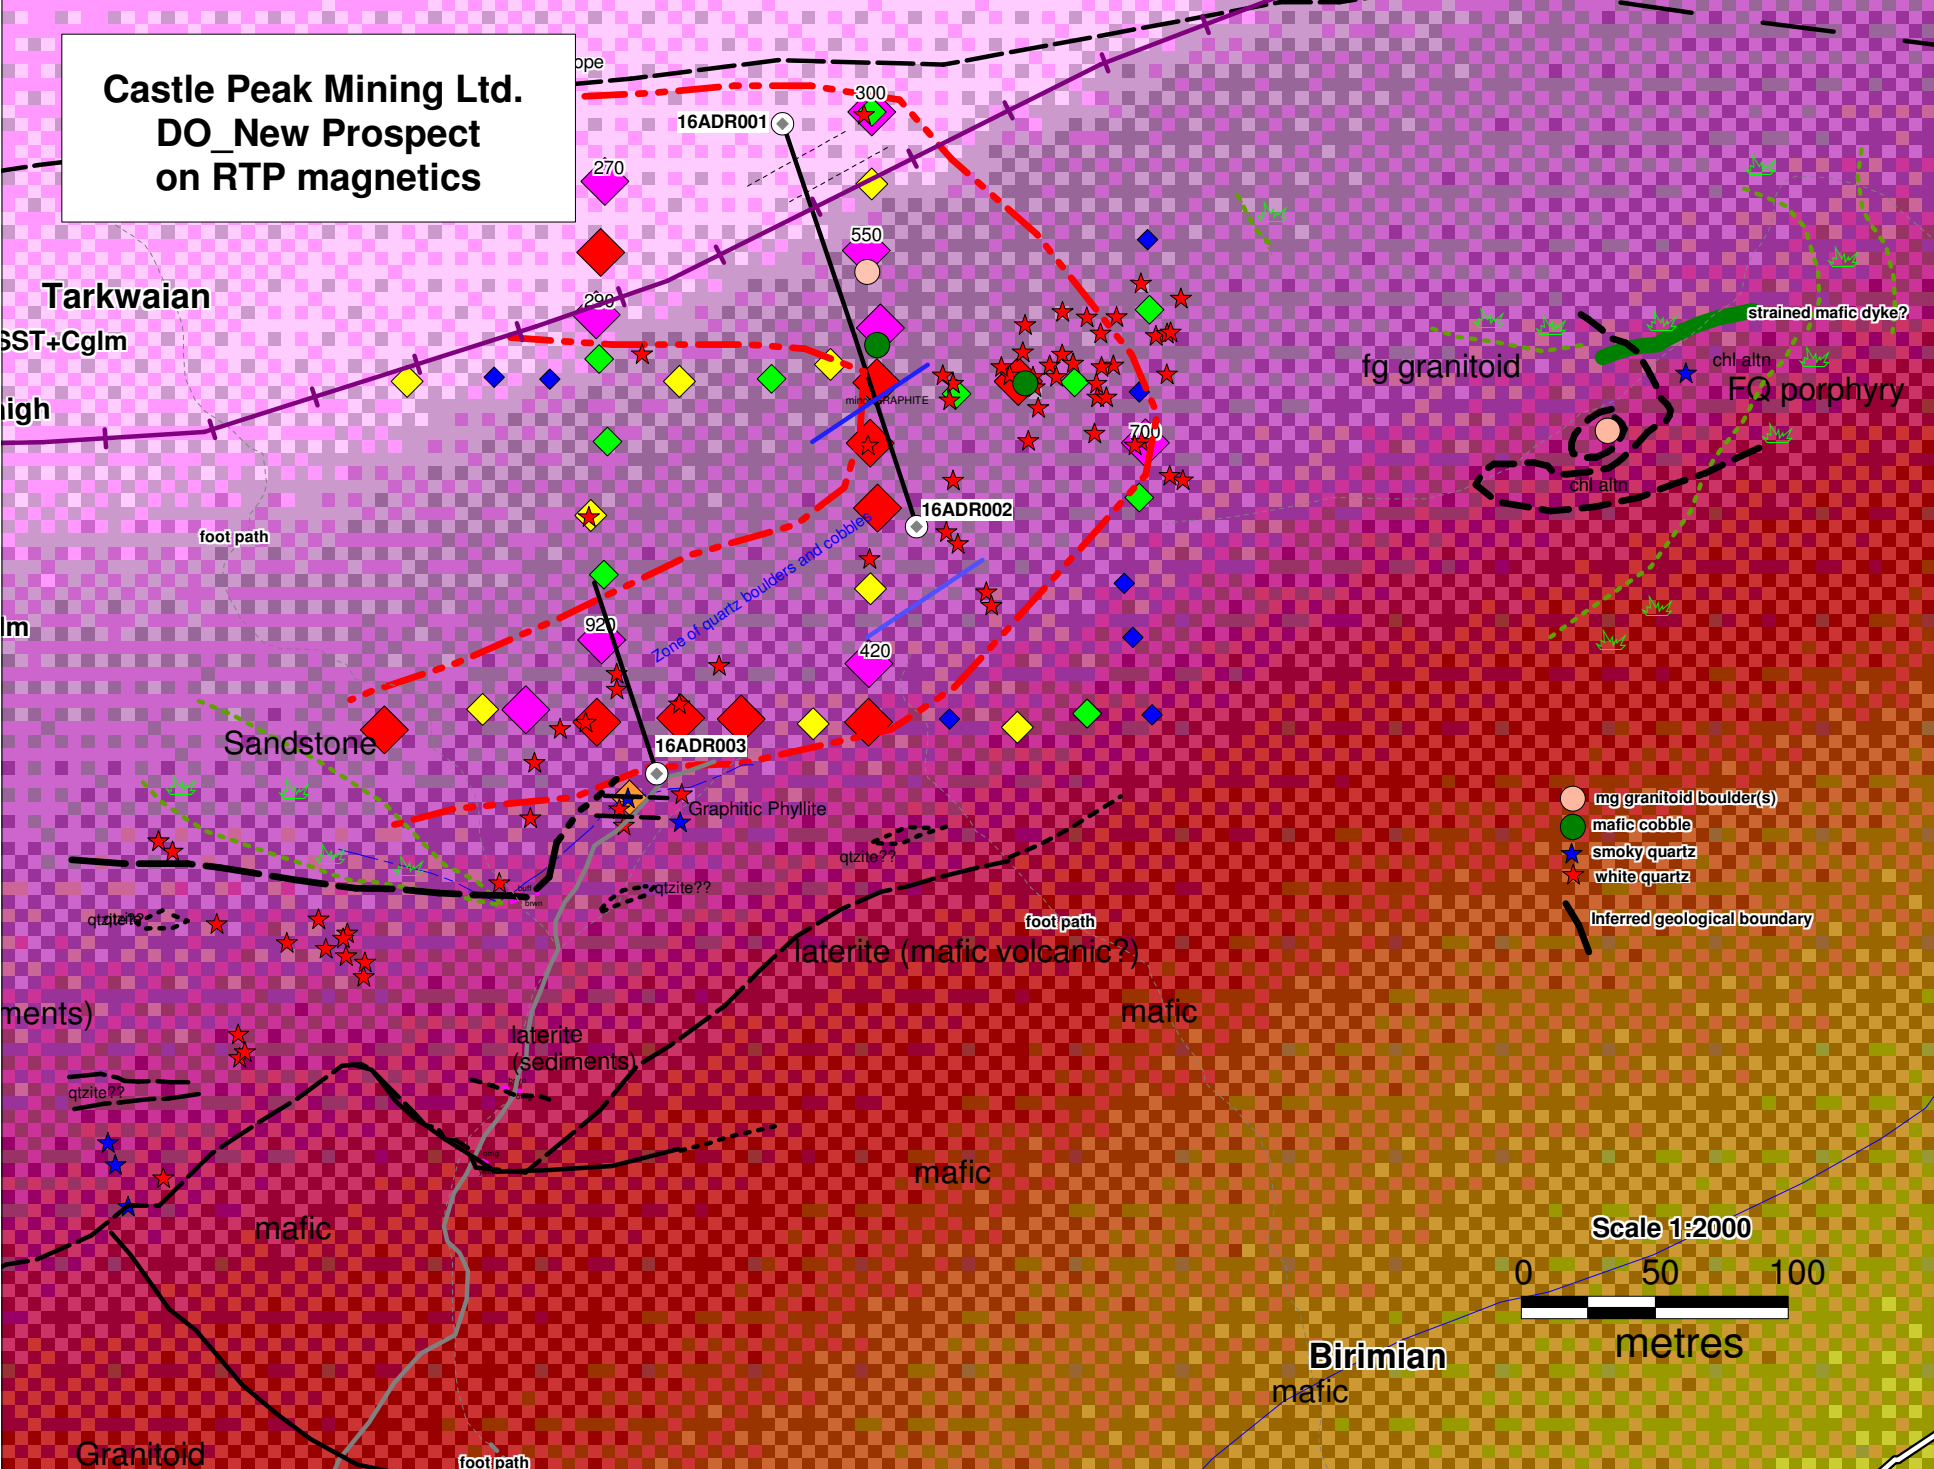 Castle Peak Mining Ltd.
DO_New Prospect
on RTP magnetics
ope
300
16ADR001
270
550
290
Tarkwaian
SST+Cglm
strained mafic dyke?
fg granitoid
chl altn
FQ porphyry
GRAPHITE
high
700
chl altn
16ADR002
foot path
Zone of quartz boulders and cobbles
lm
920
420
Sandstone
16ADR003
Graphitic Phyllite
mg granitoid boulder(s)
mafic cobble
smoky quartz
white quartz
Inferred geological boundary
qtzite??
qtzite??
buff
brwn
qtzite??
foot path
laterite (mafic volcanic?)
ments)
mafic
laterite
(sediments)
qtzite??
mafic
mafic
Scale 1:2000
0 50 100
metres
Birimian
mafic
Granitoid
foot path